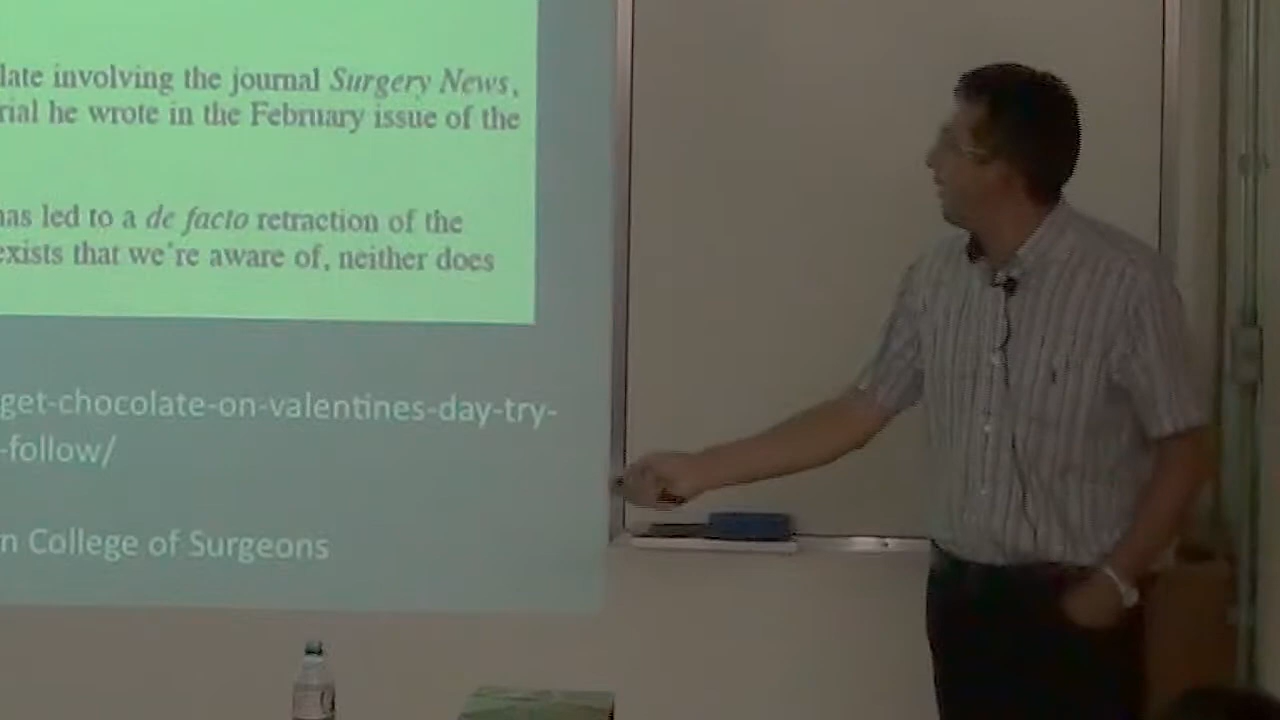 late involving the journal Surgery News,
rial he wrote in the February issue of the
has led to a de facto retraction of the
exists that we're aware of, neither does
get-chocolate-on-valentines-day-try-
-follow/
n College of Surgeons